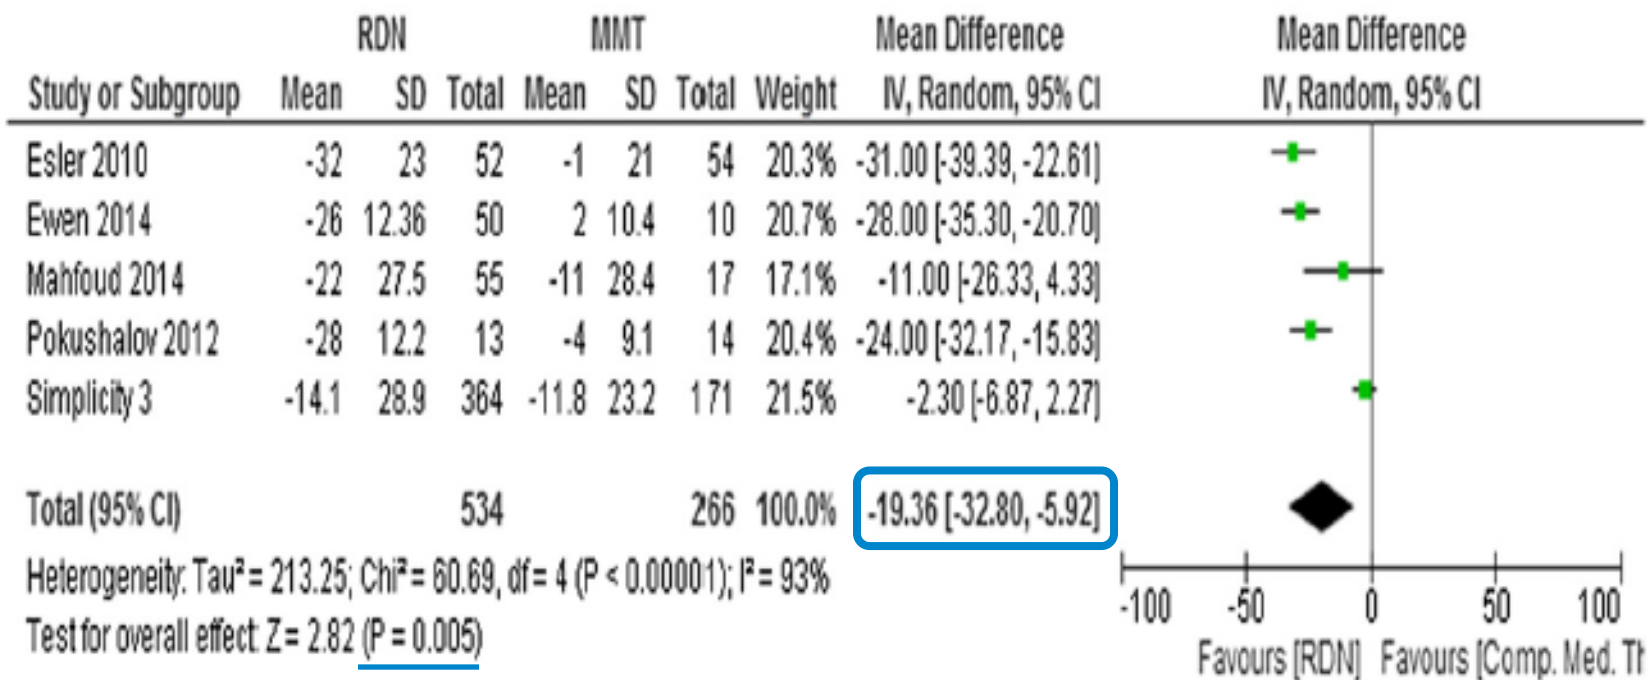 RDN MMT Mean Difference Mean Difference
Study or Subgroup Mean SD Total Mean SD Total Weight IV, Random, 95% CI IV, Random, 95% CI
Esler 2010 -32 23 52 -1 21 54 20.3% -31.00 [-39.39, -22.61]
Ewen 2014 -26 12.36 50 2 10.4 10 20.7% -28.00 [-35.30, -20.70]
Mahfoud 2014 -22 27.5 55 -11 28.4 17 17.1% -11.00 [-26.33, 4.33]
Pokushalov 2012 -28 12.2 13 -4 9.1 14 20.4% -24.00 [-32.17, -15.83]
Simplicity 3 -14.1 28.9 364 -11.8 23.2 171 21.5% -2.30 [-6.87, 2.27]
Total (95% CI) 534 266 100.0% -19.36 [-32.80, -5.92]
Heterogeneity: Tau² = 213.25; Chi² = 60.69, df = 4 (P < 0.00001); I² = 93%
Test for overall effect: Z = 2.82 (P = 0.005)
-100 -50 0 50 100
Favours [RDN] Favours [Comp. Med. Th